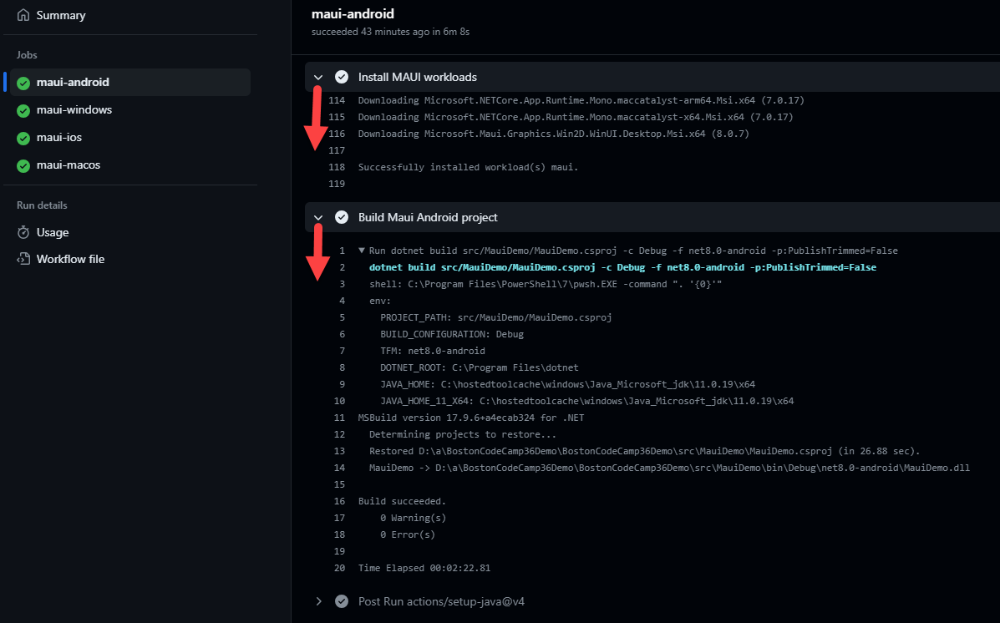 Summary
Jobs
maui-android
maui-windows
maui-ios
maui-macos
Run details
Usage
Workflow file
maui-android
succeeded 43 minutes ago in 6m 8s
Install MAUI workloads
114 Downloading Microsoft.NETCore.App.Runtime.Mono.maccatalyst-arm64.Msi.x64 (7.0.17)
115 Downloading Microsoft.NETCore.App.Runtime.Mono.maccatalyst-x64.Msi.x64 (7.0.17)
116 Downloading Microsoft.Maui.Graphics.Win2D.WinUI.Desktop.Msi.x64 (8.0.7)
117
118 Successfully installed workload(s) maui.
119
Build Maui Android project
1 ▼ Run dotnet build src/MauiDemo/MauiDemo.csproj -c Debug -f net8.0-android -p:PublishTrimmed=False
2 dotnet build src/MauiDemo/MauiDemo.csproj -c Debug -f net8.0-android -p:PublishTrimmed=False
3 shell: C:\Program Files\PowerShell\7\pwsh.EXE -command ". '{0}'"
4 env:
5 PROJECT_PATH: src/MauiDemo/MauiDemo.csproj
6 BUILD_CONFIGURATION: Debug
7 TFM: net8.0-android
8 DOTNET_ROOT: C:\Program Files\dotnet
9 JAVA_HOME: C:\hostedtoolcache\windows\Java_Microsoft_jdk\11.0.19\x64
10 JAVA_HOME_11_X64: C:\hostedtoolcache\windows\Java_Microsoft_jdk\11.0.19\x64
11 MSBuild version 17.9.6+a4ecab324 for .NET
12 Determining projects to restore...
13 Restored D:\a\BostonCodeCamp36Demo\BostonCodeCamp36Demo\src\MauiDemo\MauiDemo.csproj (in 26.88 sec).
14 MauiDemo -> D:\a\BostonCodeCamp36Demo\BostonCodeCamp36Demo\src\MauiDemo\bin\Debug\net8.0-android\MauiDemo.dll
15
16 Build succeeded.
17 0 Warning(s)
18 0 Error(s)
19
20 Time Elapsed 00:02:22.81
Post Run actions/setup-java@v4